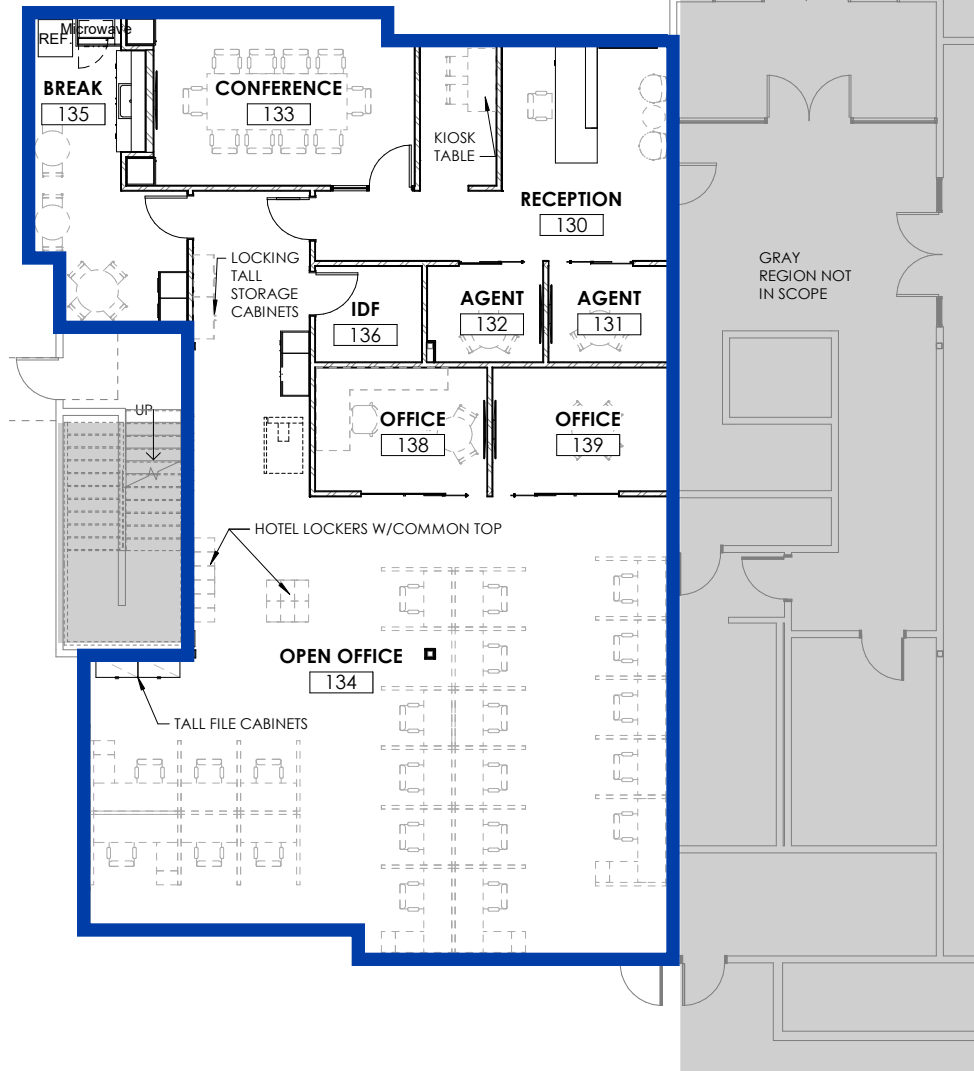 Microwave
REF.
BREAK
135
CONFERENCE
133
KIOSK
TABLE
RECEPTION
130
LOCKING
TALL
STORAGE
CABINETS
IDF
136
AGENT
132
AGENT
131
GRAY
REGION NOT
IN SCOPE
UP
OFFICE
138
OFFICE
139
HOTEL LOCKERS W/COMMON TOP
OPEN OFFICE
134
TALL FILE CABINETS